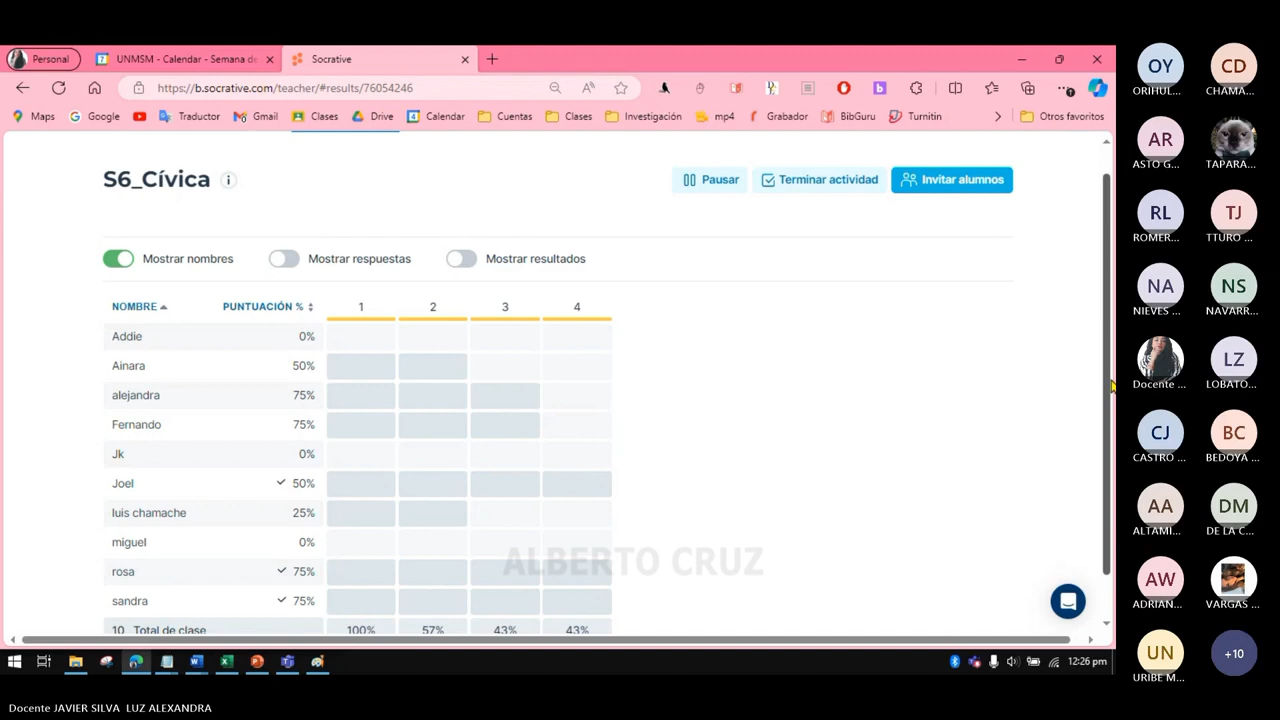 Personal
UNMSM - Calendar - Semana de
Socrative
https://b.socrative.com/teacher/#results/76054246
Maps
Google
Traductor
Gmail
Clases
Drive
Calendar
Cuentas
Clases
Investigación
mp4
Grabador
BibGuru
Turnitin
Otros favoritos
S6_Cívica
Pausar
Terminar actividad
Invitar alumnos
Mostrar nombres
Mostrar respuestas
Mostrar resultados
NOMBRE PUNTUACIÓN % 1 2 3 4
Addie 0%
Ainara 50%
alejandra 75%
Fernando 75%
Jk 0%
Joel 50%
luis chamache 25%
miguel 0%
rosa 75%
sandra 75%
10 Total de clase 100% 57% 43% 43%
ALBERTO CRUZ
12:26 pm
OY CD
ORIHUL... CHAMA...
AR
ASTO G... TAPARA...
RL TJ
ROMER... TTURO ...
NA NS
NIEVES ... NAVARR...
LZ
Docente ... LOBATO...
CJ BC
CASTRO ... BEDOYA ...
AA DM
ALTAMI... DE LA C...
AW
ADRIAN... VARGAS ...
UN +10
URIBE M...
Docente JAVIER SILVA LUZ ALEXANDRA